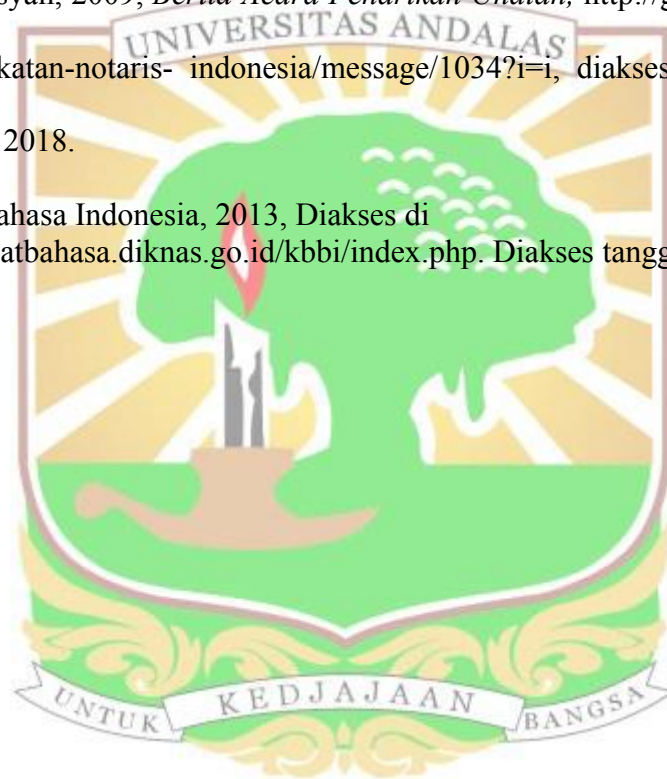 2009, Berita Acara Penarikan Undian, http://g
UNIVERSITAS ANDALAS
katan-notaris- indonesia/message/1034?i=i, diakses
2018.
ahasa Indonesia, 2013, Diakses di
atbahasa.diknas.go.id/kbbi/index.php. Diakses tangg
UNTUK KEDJAJAAN BANGSA